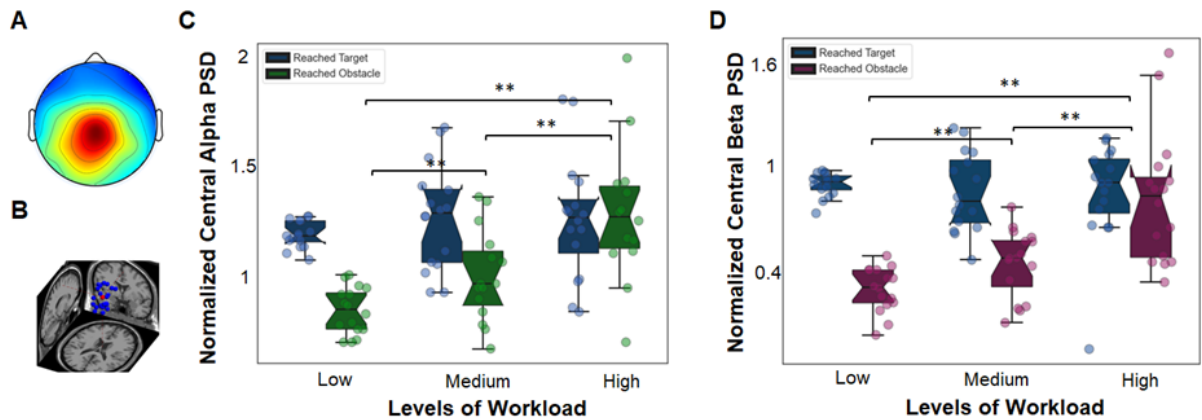 A
B
C
Normalized Central Alpha PSD
2
1.5
1
Reached Target
Reached Obstacle
**
**
**
Low
Medium
High
Levels of Workload
D
Normalized Central Beta PSD
1.6
1
0.4
Reached Target
Reached Obstacle
**
**
**
Low
Medium
High
Levels of Workload